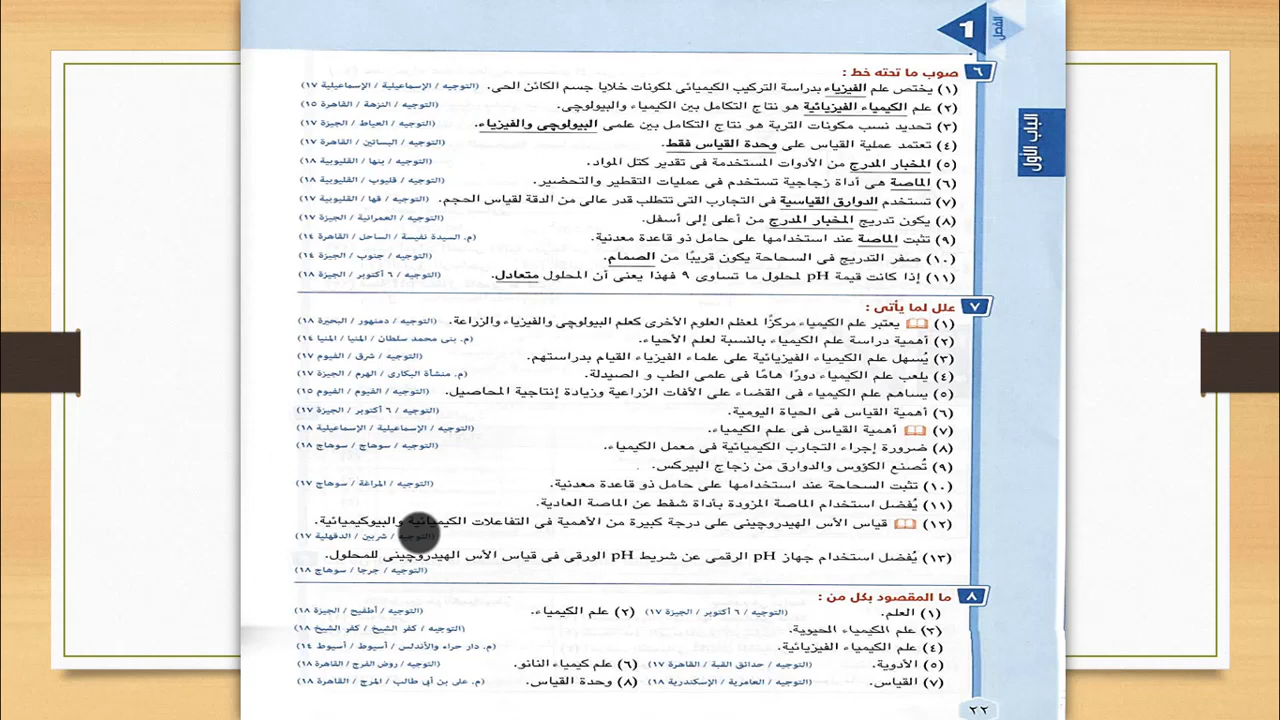 الفصل
1
الباب الأول
٦ صوب ما تحته خط :
(١) يختص علم الفيزياء بدراسة التركيب الكيميائى لمكونات خلايا جسم الكائن الحى. (التوجيه / الإسماعيلية / الإسماعيلية ١٧)
(٢) علم الكيمياء الفيزيائية هو نتاج التكامل بين الكيمياء والبيولوچى. (التوجيه / النزهة / القاهرة ١٥)
(٣) تحديد نسب مكونات التربة هو نتاج التكامل بين علمى البيولوچى والفيزياء. (التوجيه / العياط / الجيزة ١٧)
(٤) تعتمد عملية القياس على وحدة القياس فقط. (التوجيه / البساتين / القاهرة ١٧)
(٥) المخبار المدرج من الأدوات المستخدمة فى تقدير كتل المواد. (التوجيه / بنها / القليوبية ١٨)
(٦) الماصة هى أداة زجاجية تستخدم فى عمليات التقطير والتحضير. (التوجيه / قليوب / القليوبية ١٨)
(٧) تستخدم الدوارق القياسية فى التجارب التى تتطلب قدر عالى من الدقة لقياس الحجم. (التوجيه / قها / القليوبية ١٧)
(٨) يكون تدريج المخبار المدرج من أعلى إلى أسفل. (التوجيه / العمرانية / الجيزة ١٧)
(٩) تثبت الماصة عند استخدامها على حامل ذو قاعدة معدنية. (م. السيدة نفيسة / الساحل / القاهرة ١٤)
(١٠) صفر التدريج فى السحاحة يكون قريبًا من الصمام. (التوجيه / جنوب / الجيزة ١٤)
(١١) إذا كانت قيمة pH لمحلول ما تساوى ٩ فهذا يعنى أن المحلول متعادل. (التوجيه / ٦ أكتوبر / الجيزة ١٨)
٧ علل لما يأتى :
(١) يعتبر علم الكيمياء مركزًا لمعظم العلوم الأخرى كعلم البيولوچى والفيزياء والزراعة. (التوجيه / دمنهور / البحيرة ١٨)
(٢) أهمية دراسة علم الكيمياء بالنسبة لعلم الأحياء. (م. بنى محمد سلطان / المنيا / المنيا ١٤)
(٣) يُسهل علم الكيمياء الفيزيائية على علماء الفيزياء القيام بدراستهم. (التوجيه / شرق / الفيوم ١٧)
(٤) يلعب علم الكيمياء دورًا هامًا فى علمى الطب و الصيدلة. (م. منشأة البكارى / الهرم / الجيزة ١٧)
(٥) يساهم علم الكيمياء فى القضاء على الآفات الزراعية وزيادة إنتاجية المحاصيل. (التوجيه / الفيوم / الفيوم ١٥)
(٦) أهمية القياس فى الحياة اليومية. (التوجيه / ٦ أكتوبر / الجيزة ١٧)
(٧) أهمية القياس فى علم الكيمياء. (التوجيه / الإسماعيلية / الإسماعيلية ١٨)
(٨) ضرورة إجراء التجارب الكيميائية فى معمل الكيمياء. (التوجيه / سوهاج / سوهاج ١٨)
(٩) تُصنع الكؤوس والدوارق من زجاج البيركس.
(١٠) تثبت السحاحة عند استخدامها على حامل ذو قاعدة معدنية. (التوجيه / المراغة / سوهاج ١٧)
(١١) يُفضل استخدام الماصة المزودة بأداة شفط عن الماصة العادية.
(١٢) قياس الأس الهيدروچينى على درجة كبيرة من الأهمية فى التفاعلات الكيميائية والبيوكيميائية.
(التوجيه / شربين / الدقهلية ١٧)
(١٣) يُفضل استخدام جهاز pH الرقمى عن شريط pH الورقى فى قياس الأس الهيدروچينى للمحلول.
(التوجيه / جرجا / سوهاج ١٨)
٨ ما المقصود بكل من :
(١) العلم. (التوجيه / ٦ أكتوبر / الجيزة ١٧) (٢) علم الكيمياء. (التوجيه / أطفيح / الجيزة ١٨)
(٣) علم الكيمياء الحيوية. (التوجيه / كفر الشيخ / كفر الشيخ ١٨)
(٤) علم الكيمياء الفيزيائية. (م. دار حراء والأندلس / أسيوط / أسيوط ١٤)
(٥) الأدوية. (التوجيه / حدائق القبة / القاهرة ١٧) (٦) علم كيمياء النانو. (التوجيه / روض الفرج / القاهرة ١٨)
(٧) القياس. (التوجيه / العامرية / الإسكندرية ١٨) (٨) وحدة القياس. (م. على بن أبي طالب / المرج / القاهرة ١٨)
٢٢